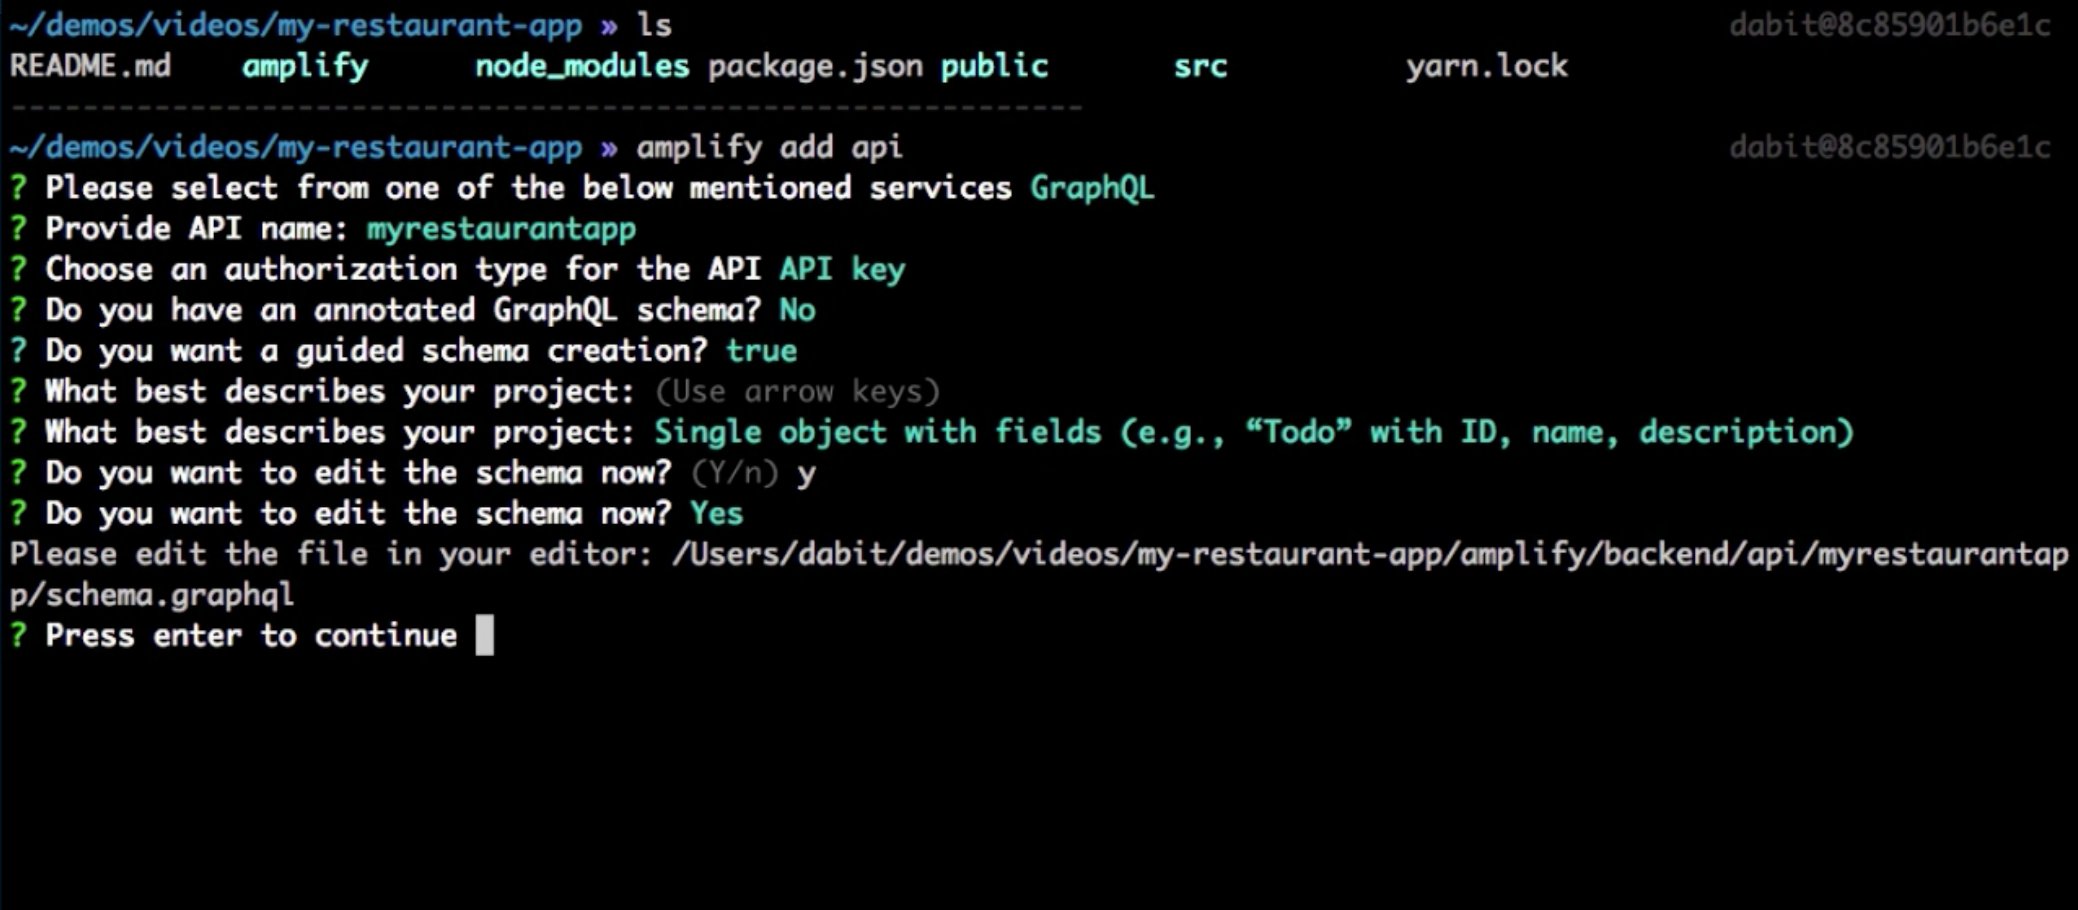 ~/demos/videos/my-restaurant-app » ls dabit@8c85901b6e1c
README.md amplify node_modules package.json public src yarn.lock
------------------------------------------------------------
~/demos/videos/my-restaurant-app » amplify add api dabit@8c85901b6e1c
? Please select from one of the below mentioned services GraphQL
? Provide API name: myrestaurantapp
? Choose an authorization type for the API API key
? Do you have an annotated GraphQL schema? No
? Do you want a guided schema creation? true
? What best describes your project: (Use arrow keys)
? What best describes your project: Single object with fields (e.g., “Todo” with ID, name, description)
? Do you want to edit the schema now? (Y/n) y
? Do you want to edit the schema now? Yes
Please edit the file in your editor: /Users/dabit/demos/videos/my-restaurant-app/amplify/backend/api/myrestaurantap
p/schema.graphql
? Press enter to continue